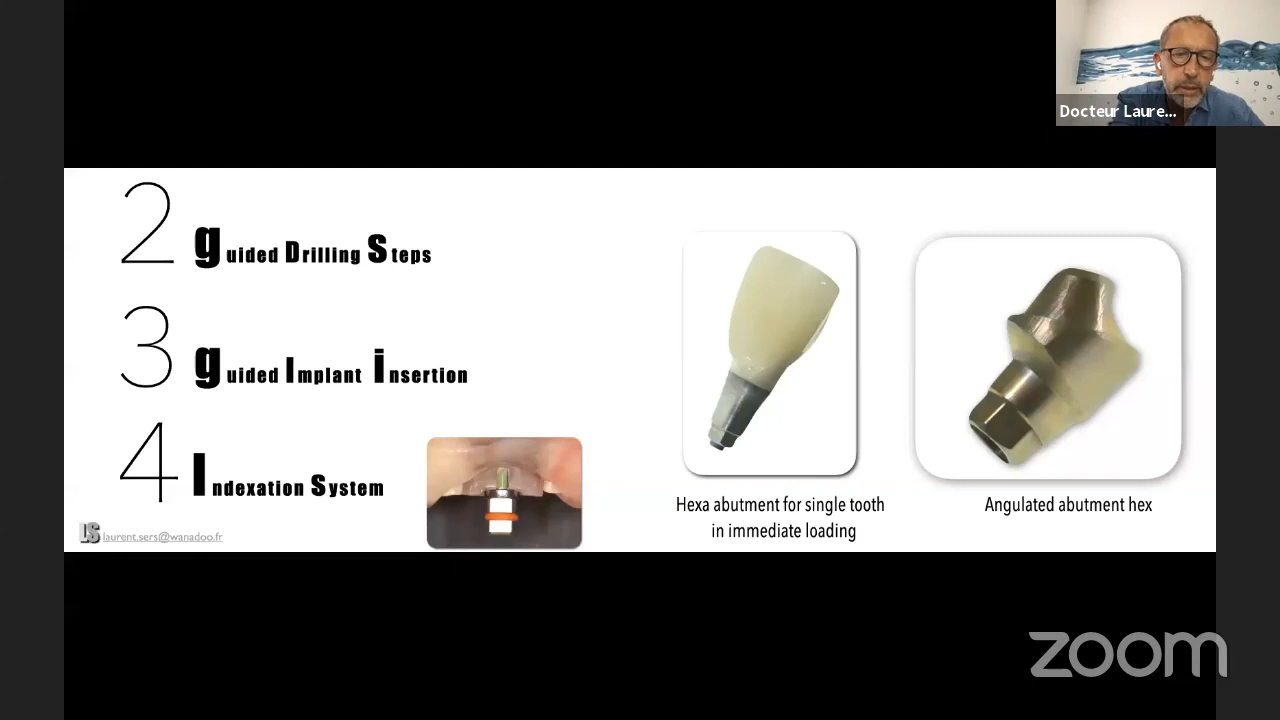 Docteur Laure...
2 guided Drilling Steps
3 guided Implant insertion
4 Indexation System
LS laurent.sers@wanadoo.fr
Hexa abutment for single tooth
in immediate loading
Angulated abutment hex
zoom